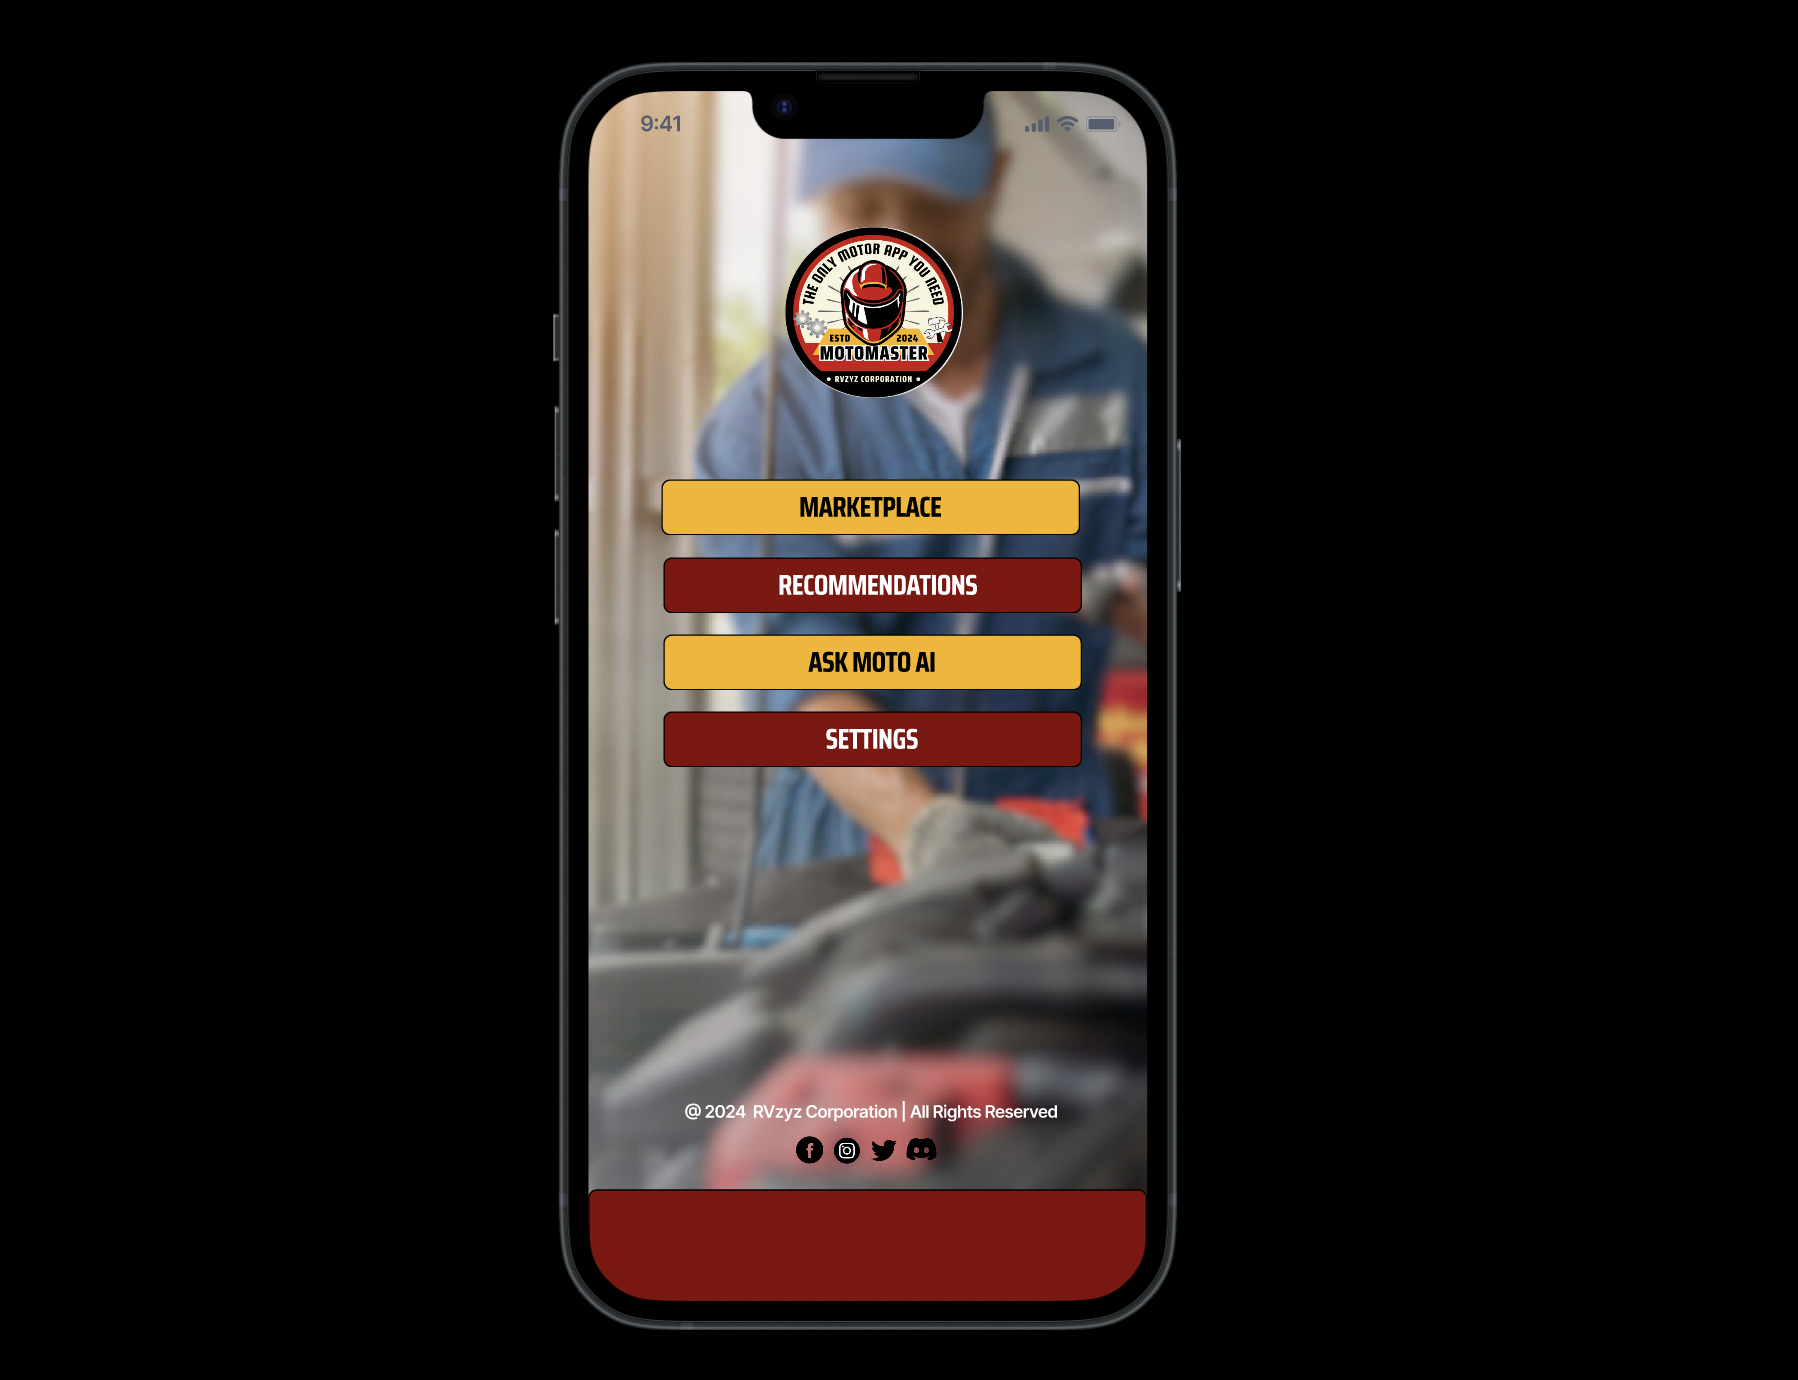 9:41
THE ONLY MOTOR APP YOU NEED
ESTD 2024
MOTOMASTER
• RVZYZ CORPORATION •
MARKETPLACE
RECOMMENDATIONS
ASK MOTO AI
SETTINGS
@ 2024 RVzyz Corporation | All Rights Reserved